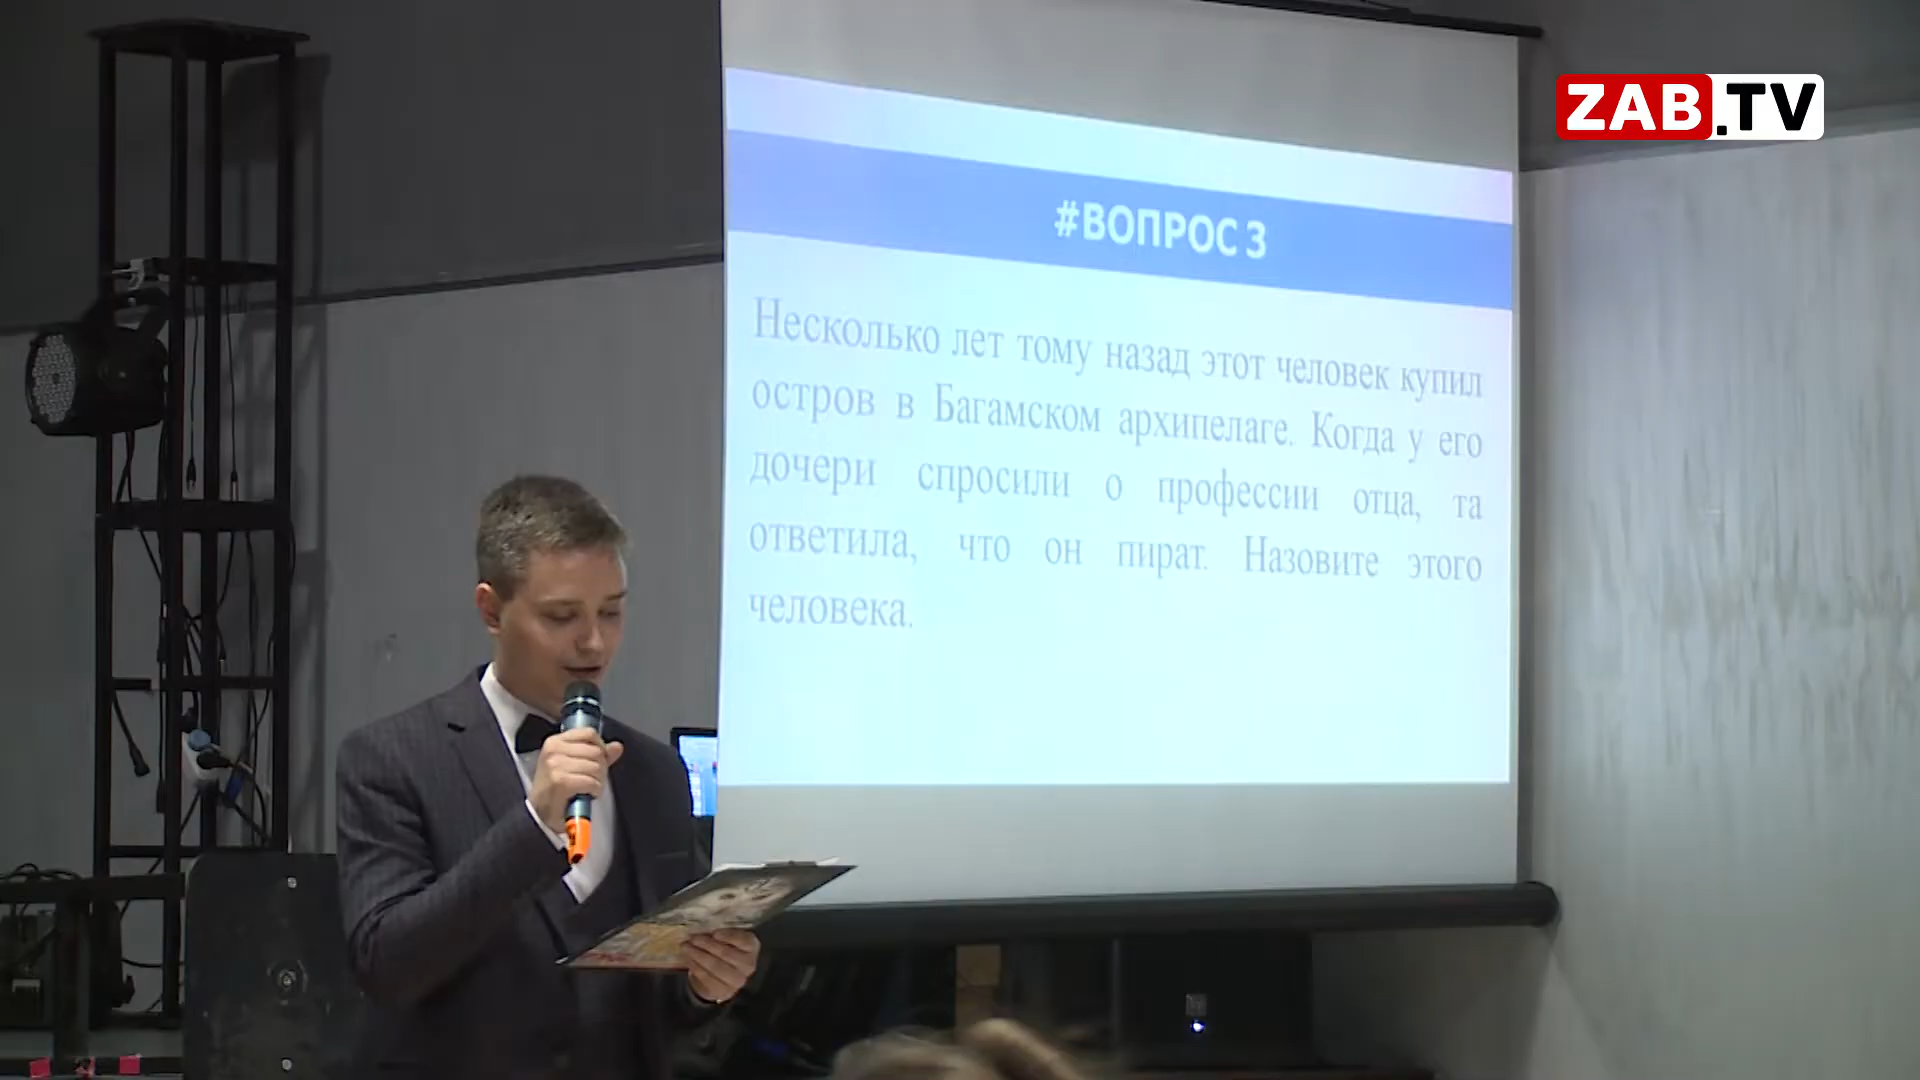 ZAB.TV
#ВОПРОС 3
Несколько лет тому назад этот человек купил
остров в Багамском архипелаге. Когда у его
дочери спросили о профессии отца, та
ответила, что он пират. Назовите этого
человека.